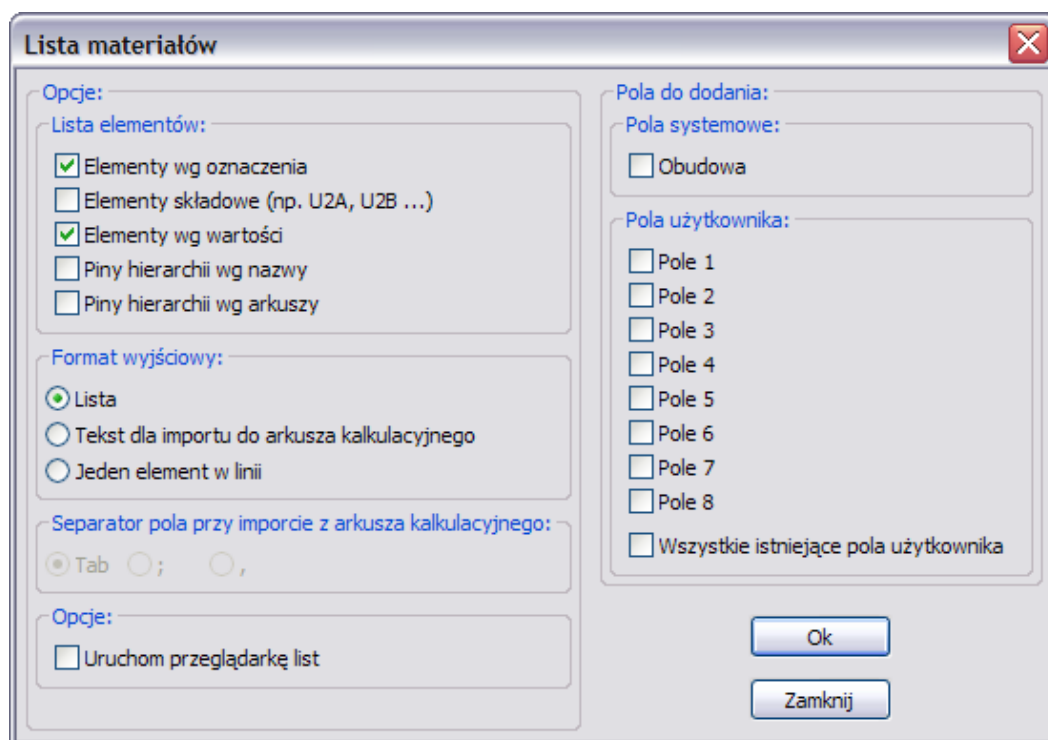 Lista materiałów
Opcje:
Lista elementów:
Elementy wg oznaczenia
Elementy składowe (np. U2A, U2B ...)
Elementy wg wartości
Piny hierarchii wg nazwy
Piny hierarchii wg arkuszy
Format wyjściowy:
Lista
Tekst dla importu do arkusza kalkulacyjnego
Jeden element w linii
Separator pola przy imporcie z arkusza kalkulacyjnego:
Tab ; ,
Opcje:
Uruchom przeglądarkę list
Pola do dodania:
Pola systemowe:
Obudowa
Pola użytkownika:
Pole 1
Pole 2
Pole 3
Pole 4
Pole 5
Pole 6
Pole 7
Pole 8
Wszystkie istniejące pola użytkownika
Ok
Zamknij